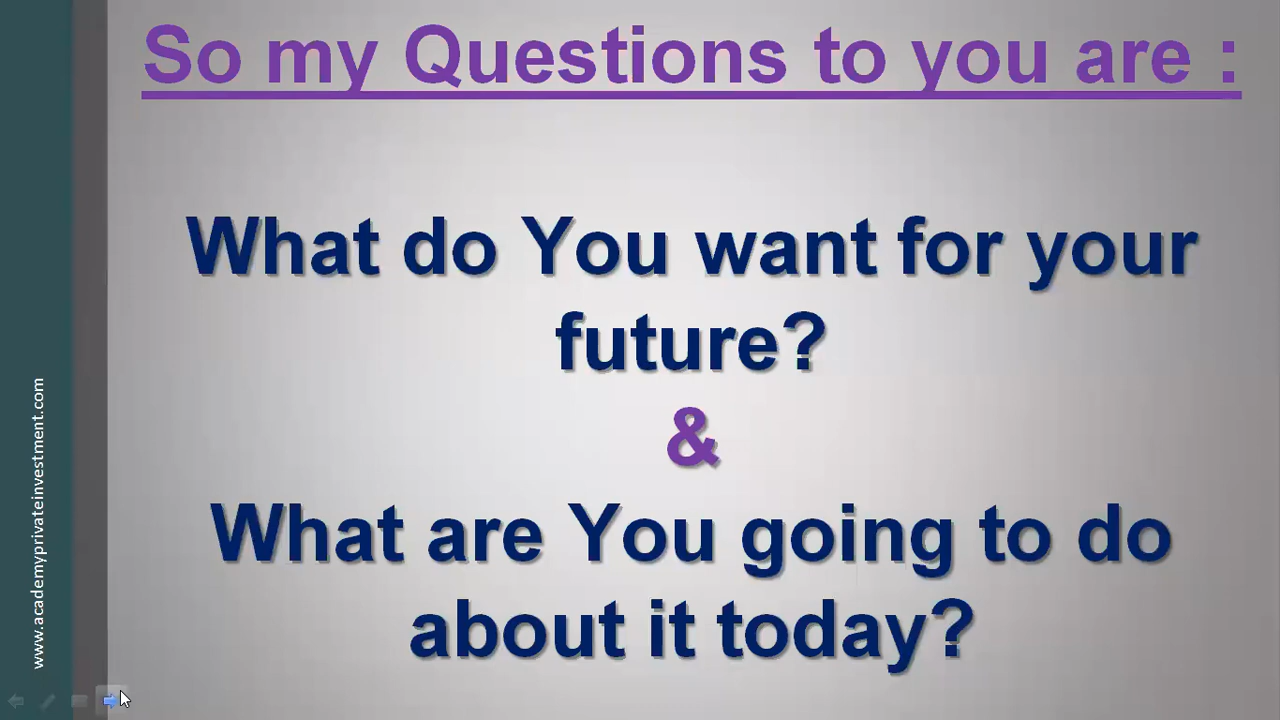 So my Questions to you are :
What do You want for your
future?
&
What are You going to do
about it today?
www.academyprivateinvestment.com